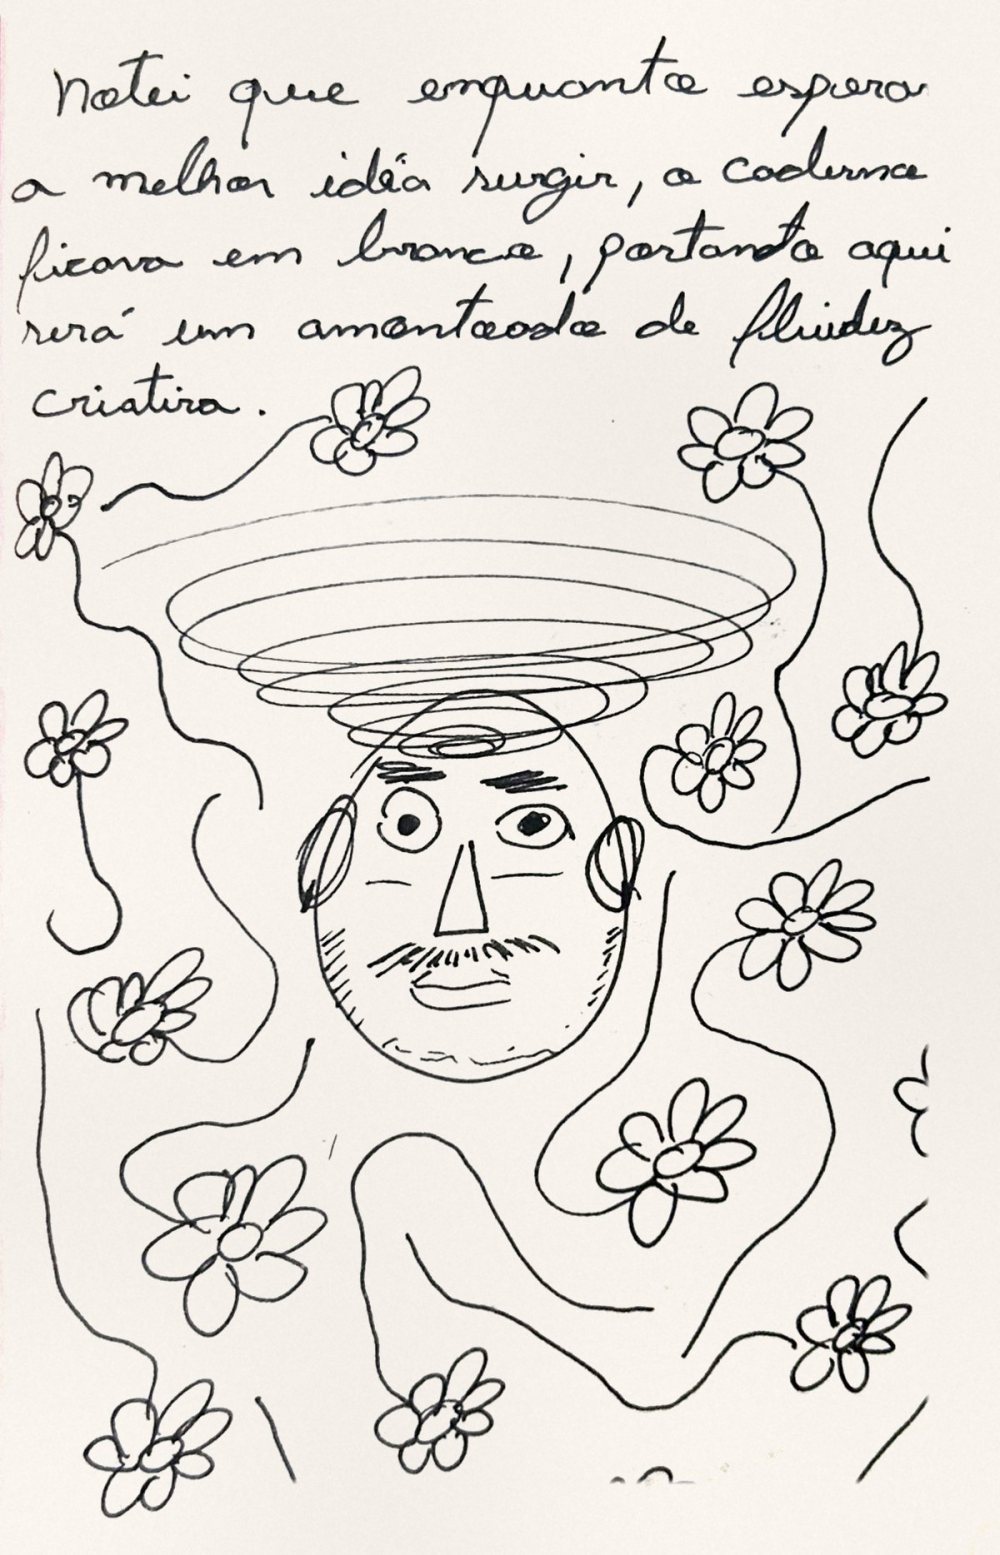 Notei que enquanto espera
a melhor idéia surgir, o caderno
ficava em branco, portanto aqui
será um amontoado de fluidez
criativa.